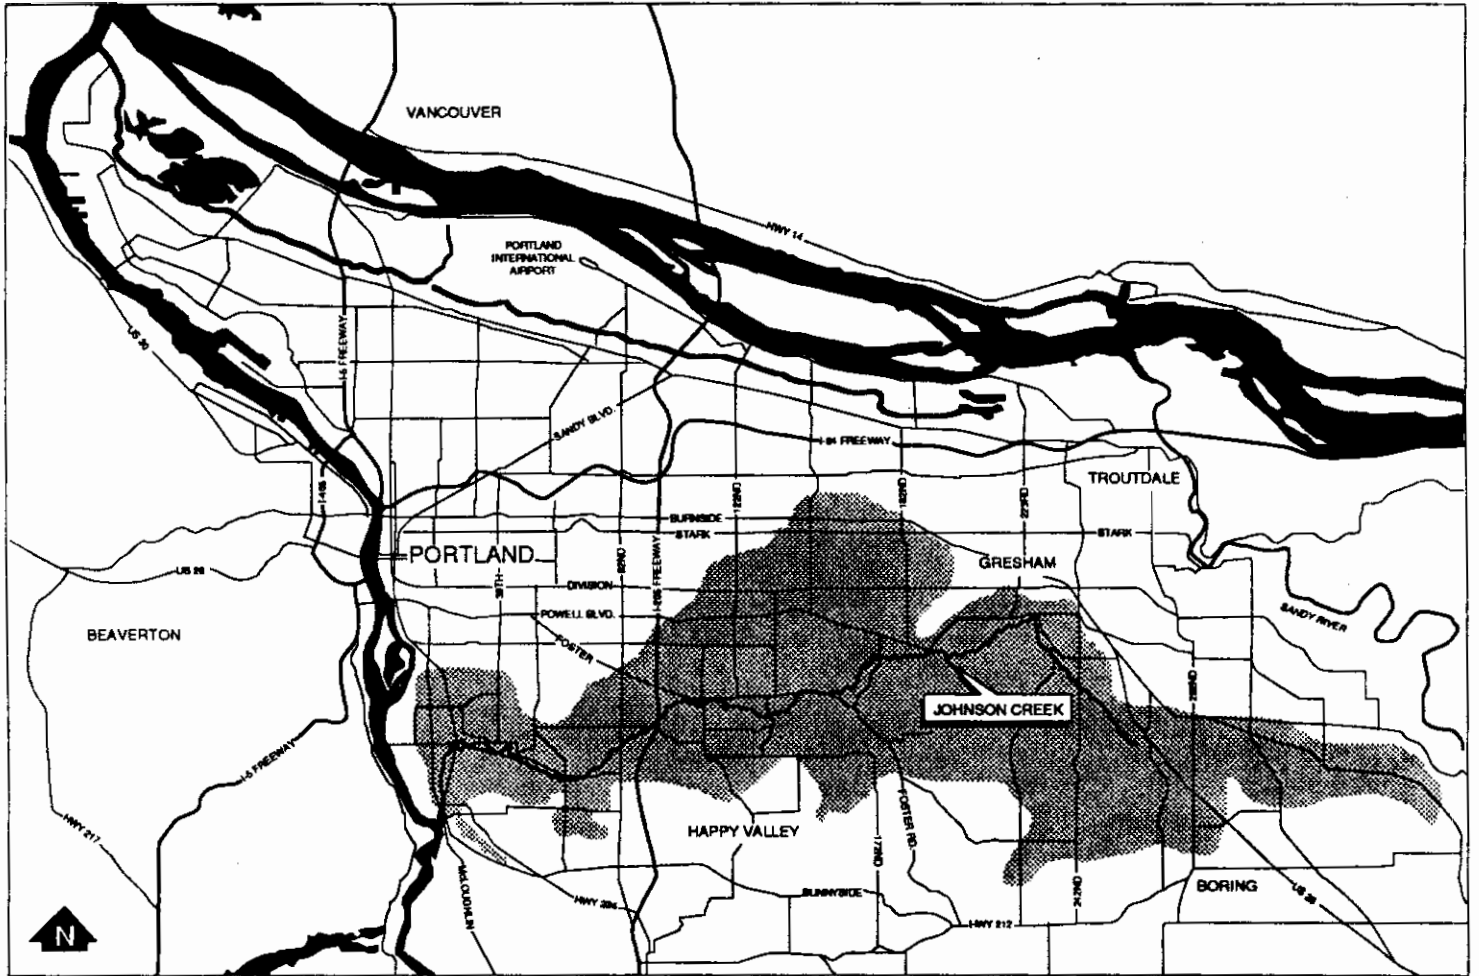 VANCOUVER
HWY 14
PORTLAND
INTERNATIONAL
AIRPORT
US 30
I-5 FREEWAY
SANDY BLVD.
I-84 FREEWAY
TROUTDALE
I-405
122ND
182ND
223RD
BURNSIDE
STARK
STARK
PORTLAND
GRESHAM
US 26
39TH
82ND
I-205 FREEWAY
DIVISION
POWELL BLVD.
FOSTER
SANDY RIVER
BEAVERTON
JOHNSON CREEK
I-5 FREEWAY
HWY 217
HAPPY VALLEY
FOSTER RD.
172ND
242ND
SUNNYSIDE
BORING
US 26
McLOUGHLIN
HWY 224
HWY 212
N